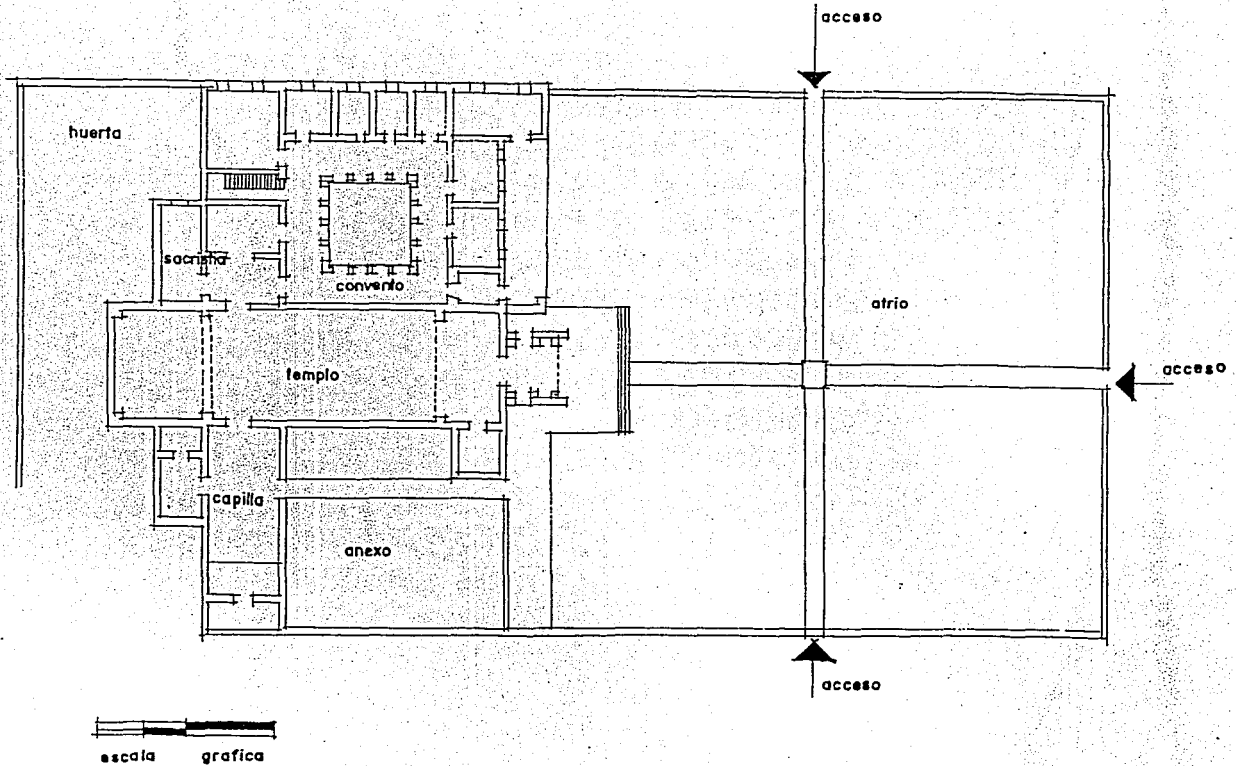 acceso
huerta
sacristia
convento
atrio
templo
acceso
capilla
anexo
acceso
escala grafica